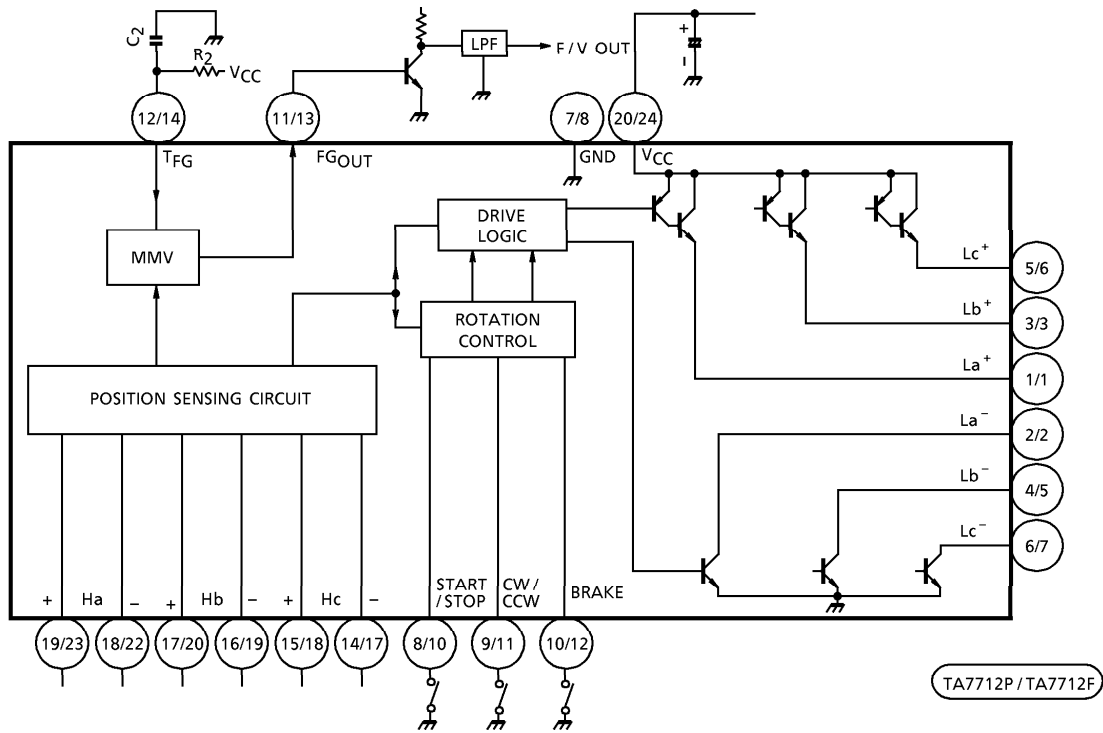 C2
R2
VCC
LPF
F / V OUT
+
-
12/14
11/13
7/8
20/24
TFG
FGOUT
GND
VCC
DRIVE
LOGIC
MMV
ROTATION
CONTROL
POSITION SENSING CIRCUIT
Lc+
5/6
Lb+
3/3
La+
1/1
La−
2/2
Lb−
4/5
Lc−
6/7
+ Ha − + Hb − + Hc −
START
/ STOP
CW /
CCW
BRAKE
19/23
18/22
17/20
16/19
15/18
14/17
8/10
9/11
10/12
TA7712P / TA7712F